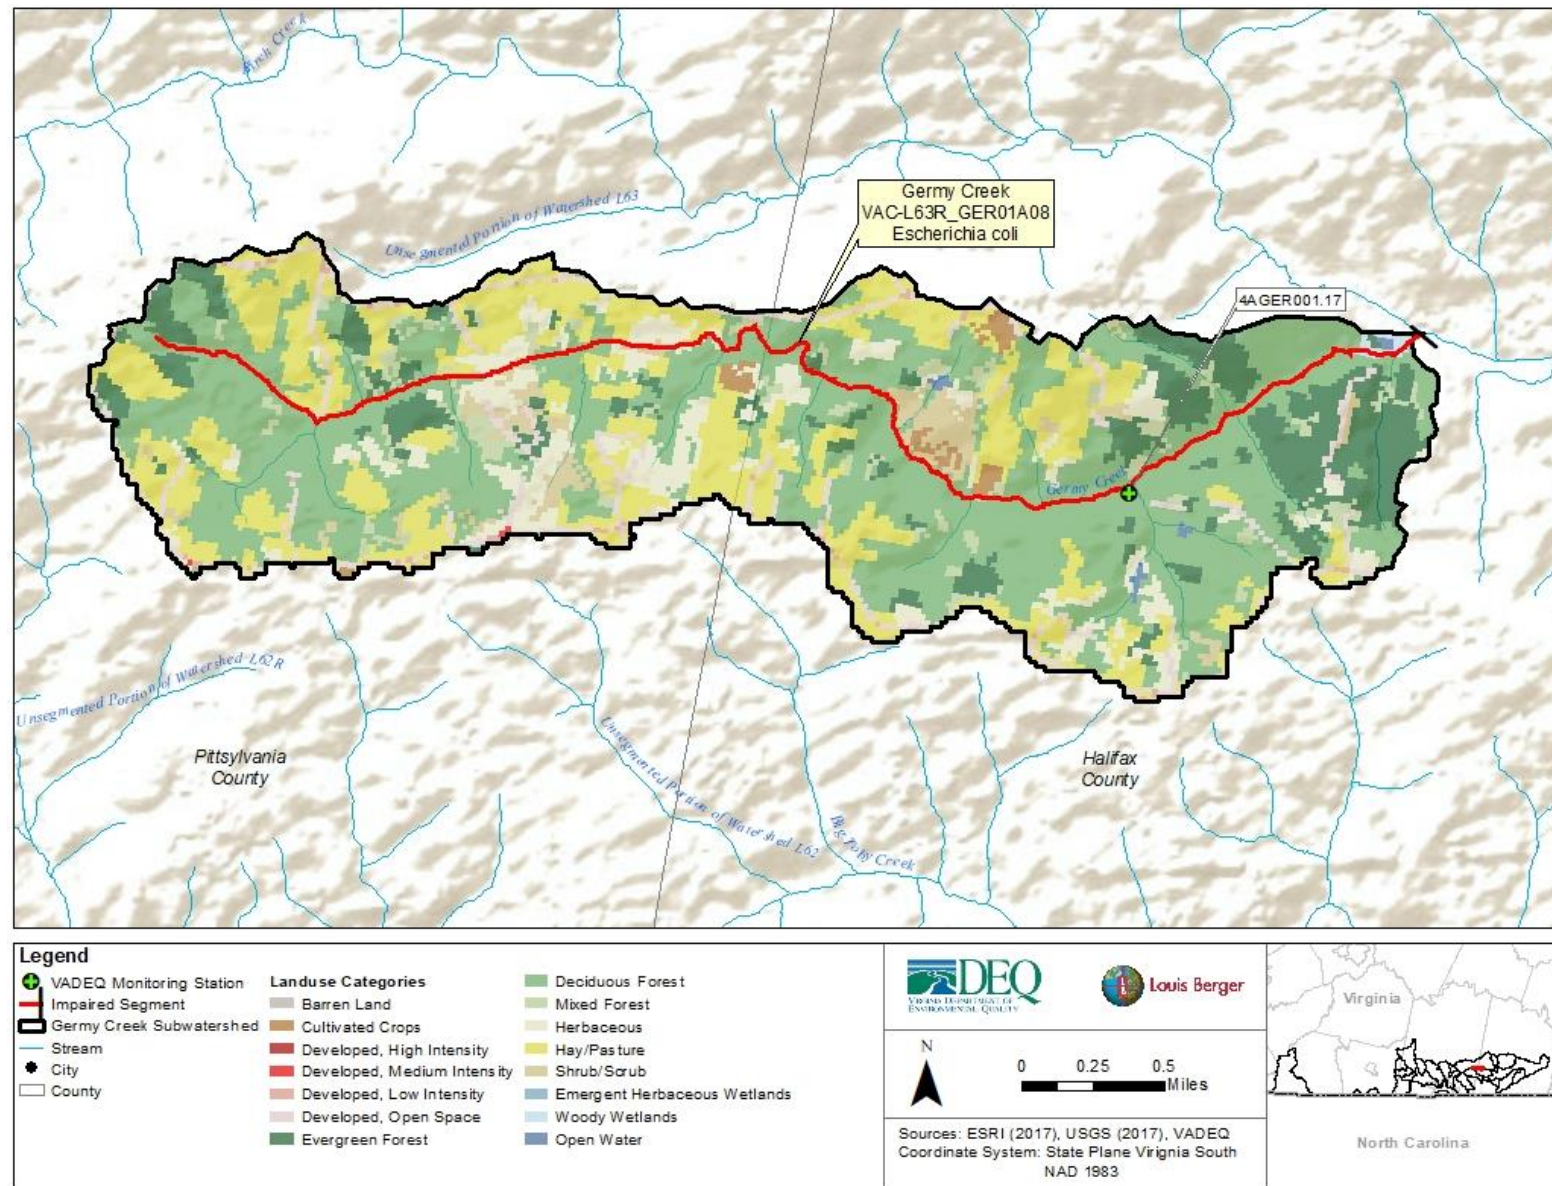 Birch Creek
Unsegmented Portion of Watershed L63
Germy Creek
VAC-L63R_GER01A08
Escherichia coli
4AGER001.17
Germy Creek
Unsegmented Portion of Watershed L62R
Pittsylvania
County
Halifax
County
Unsegmented Portion of Watershed L62
Big Toby Creek
Legend
VADEQ Monitoring Station
Impaired Segment
Germy Creek Subwatershed
Stream
City
County
Landuse Categories
Barren Land
Cultivated Crops
Developed, High Intensity
Developed, Medium Intensity
Developed, Low Intensity
Developed, Open Space
Evergreen Forest
Deciduous Forest
Mixed Forest
Herbaceous
Hay/Pasture
Shrub/Scrub
Emergent Herbaceous Wetlands
Woody Wetlands
Open Water
DEQ
VIRGINIA DEPARTMENT OF
ENVIRONMENTAL QUALITY
Louis Berger
N
0 0.25 0.5
Miles
Sources: ESRI (2017), USGS (2017), VADEQ
Coordinate System: State Plane Virignia South
NAD 1983
Virginia
North Carolina